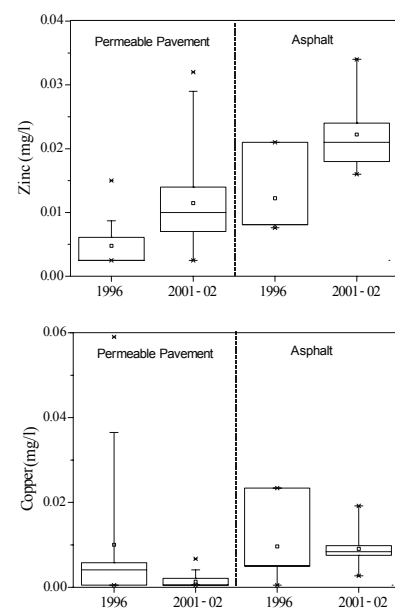 0.04
Permeable Pavement Asphalt
0.03
0.02
0.01
0.00
Zinc (mg/l)
1996 2001-02 1996 2001-02
0.06
Permeable Pavement Asphalt
0.04
0.02
0.00
Copper(mg/l)
1996 2001-02 1996 2001-02